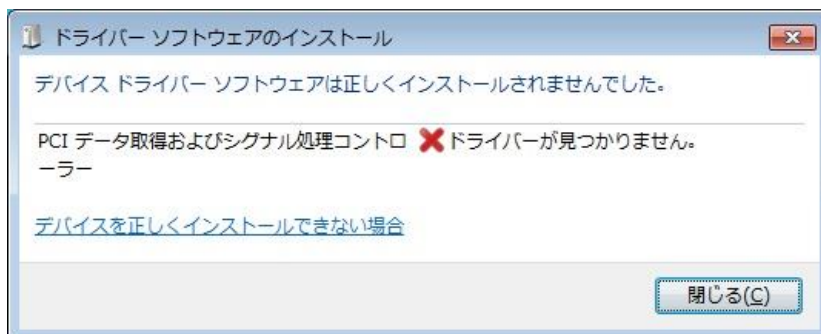 ドライバー ソフトウェアのインストール
デバイス ドライバー ソフトウェアは正しくインストールされませんでした。
PCI データ取得およびシグナル処理コントロ ドライバーが見つかりません。
ーラー
デバイスを正しくインストールできない場合
閉じる(C)